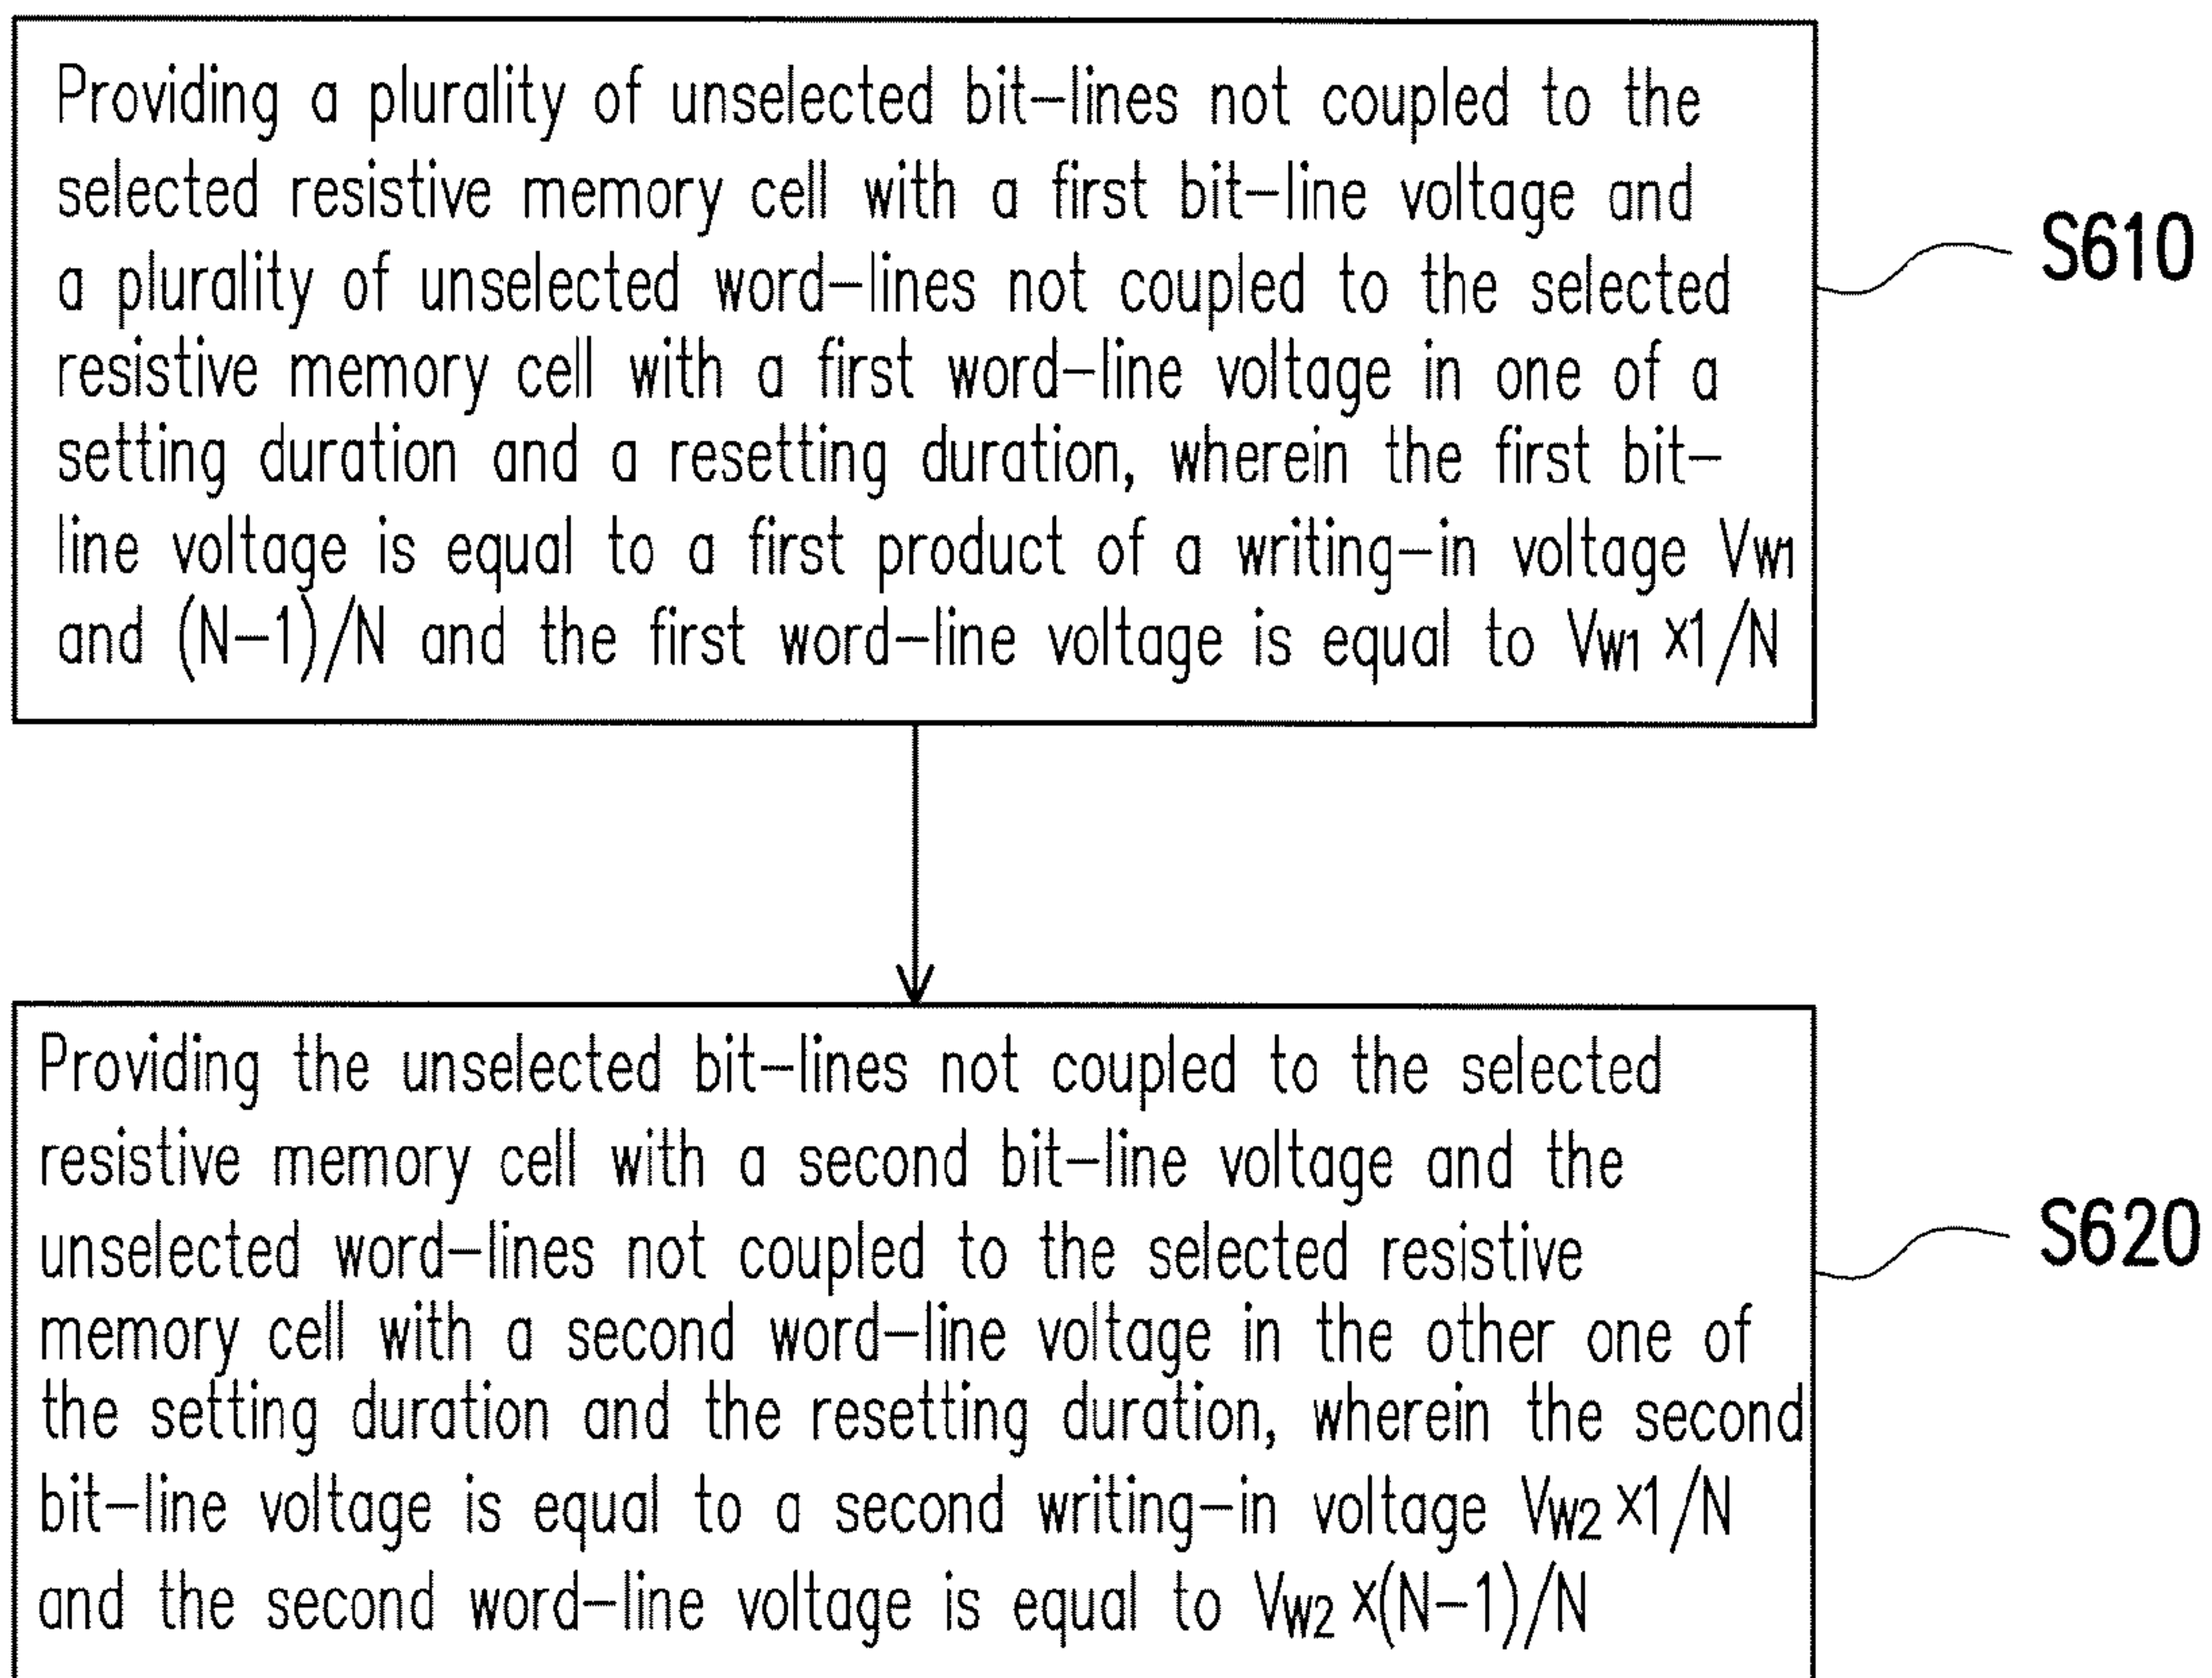 Providing a plurality of unselected bit-lines not coupled to the
selected resistive memory cell with a first bit-line voltage and
a plurality of unselected word-lines not coupled to the selected
resistive memory cell with a first word-line voltage in one of a
setting duration and a resetting duration, wherein the first bit-
line voltage is equal to a first product of a writing-in voltage Vw1
and (N-1)/N and the first word-line voltage is equal to Vw1 ×1/N
S610
Providing the unselected bit-lines not coupled to the selected
resistive memory cell with a second bit-line voltage and the
unselected word-lines not coupled to the selected resistive
memory cell with a second word-line voltage in the other one of
the setting duration and the resetting duration, wherein the second
bit-line voltage is equal to a second writing-in voltage Vw2 ×1/N
and the second word-line voltage is equal to Vw2 ×(N-1)/N
S620